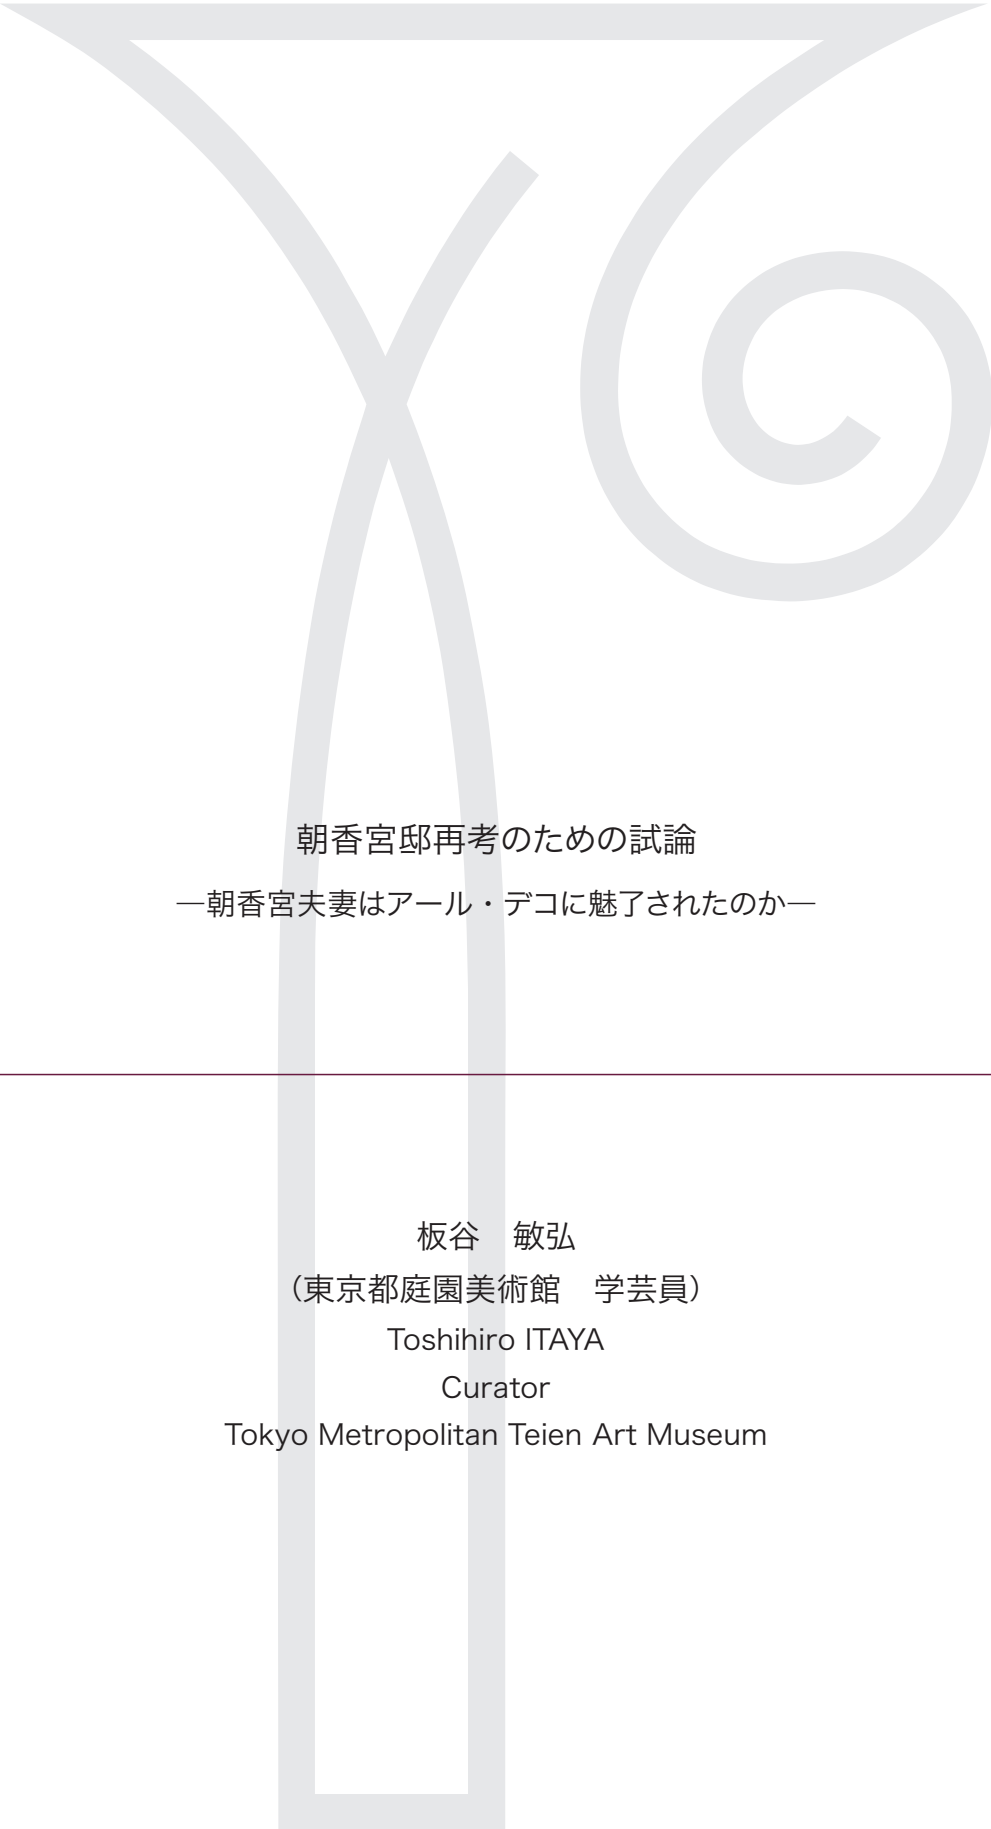 朝香宮邸再考のための試論
―朝香宮夫妻はアール・デコに魅了されたのか―
板谷　敏弘
（東京都庭園美術館　学芸員）
Toshihiro ITAYA
Curator
Tokyo Metropolitan Teien Art Museum